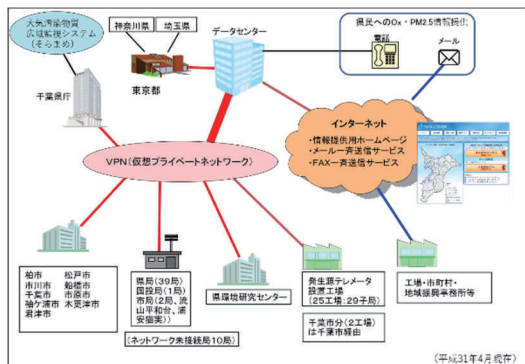 大気汚染物質
広域監視システム
(そらまめ)
神奈川県
埼玉県
データセンター
県民へのOx・PM2.5情報提供
電話
メール
東京都
千葉県庁
インターネット
・情報提供用ホームページ
・メール一斉送信サービス
・FAX一斉送信サービス
VPN(仮想プライベートネットワーク)
柏市 松戸市
市川市 船橋市
千葉市 市原市
袖ケ浦市 木更津市
君津市
県局(39局)
国設局(1局)
市局(2局、流
山平和台、浦
安猫実))
(ネットワーク未接続局10局)
県環境研究センター
発生源テレメータ
設置工場
(25工場:29子局)
千葉市分(2工場)
は千葉市経由
工場・市町村・
地域振興事務所等
(平成31年4月現在)